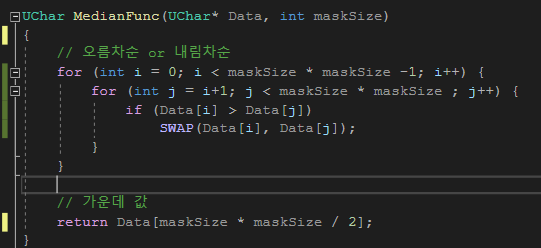 UChar MedianFunc(UChar* Data, int maskSize)
{
// 오름차순 or 내림차순
for (int i = 0; i < maskSize * maskSize -1; i++) {
for (int j = i+1; j < maskSize * maskSize ; j++) {
if (Data[i] > Data[j])
SWAP(Data[i], Data[j]);
}
}
// 가운데 값
return Data[maskSize * maskSize / 2];
}